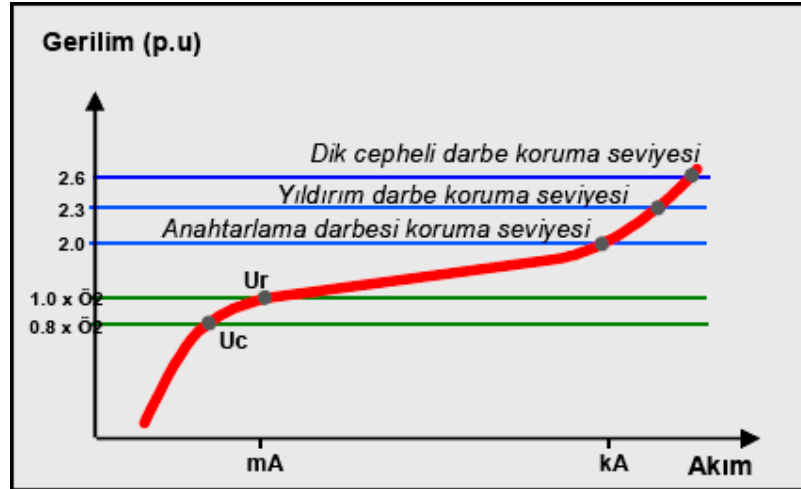 Gerilim (p.u)
Dik cepheli darbe koruma seviyesi
2.6
Yıldırım darbe koruma seviyesi
2.3
Anahtarlama darbesi koruma seviyesi
2.0
Ur
1.0 x Ö2
0.8 x Ö2
Uc
mA
kA
Akım